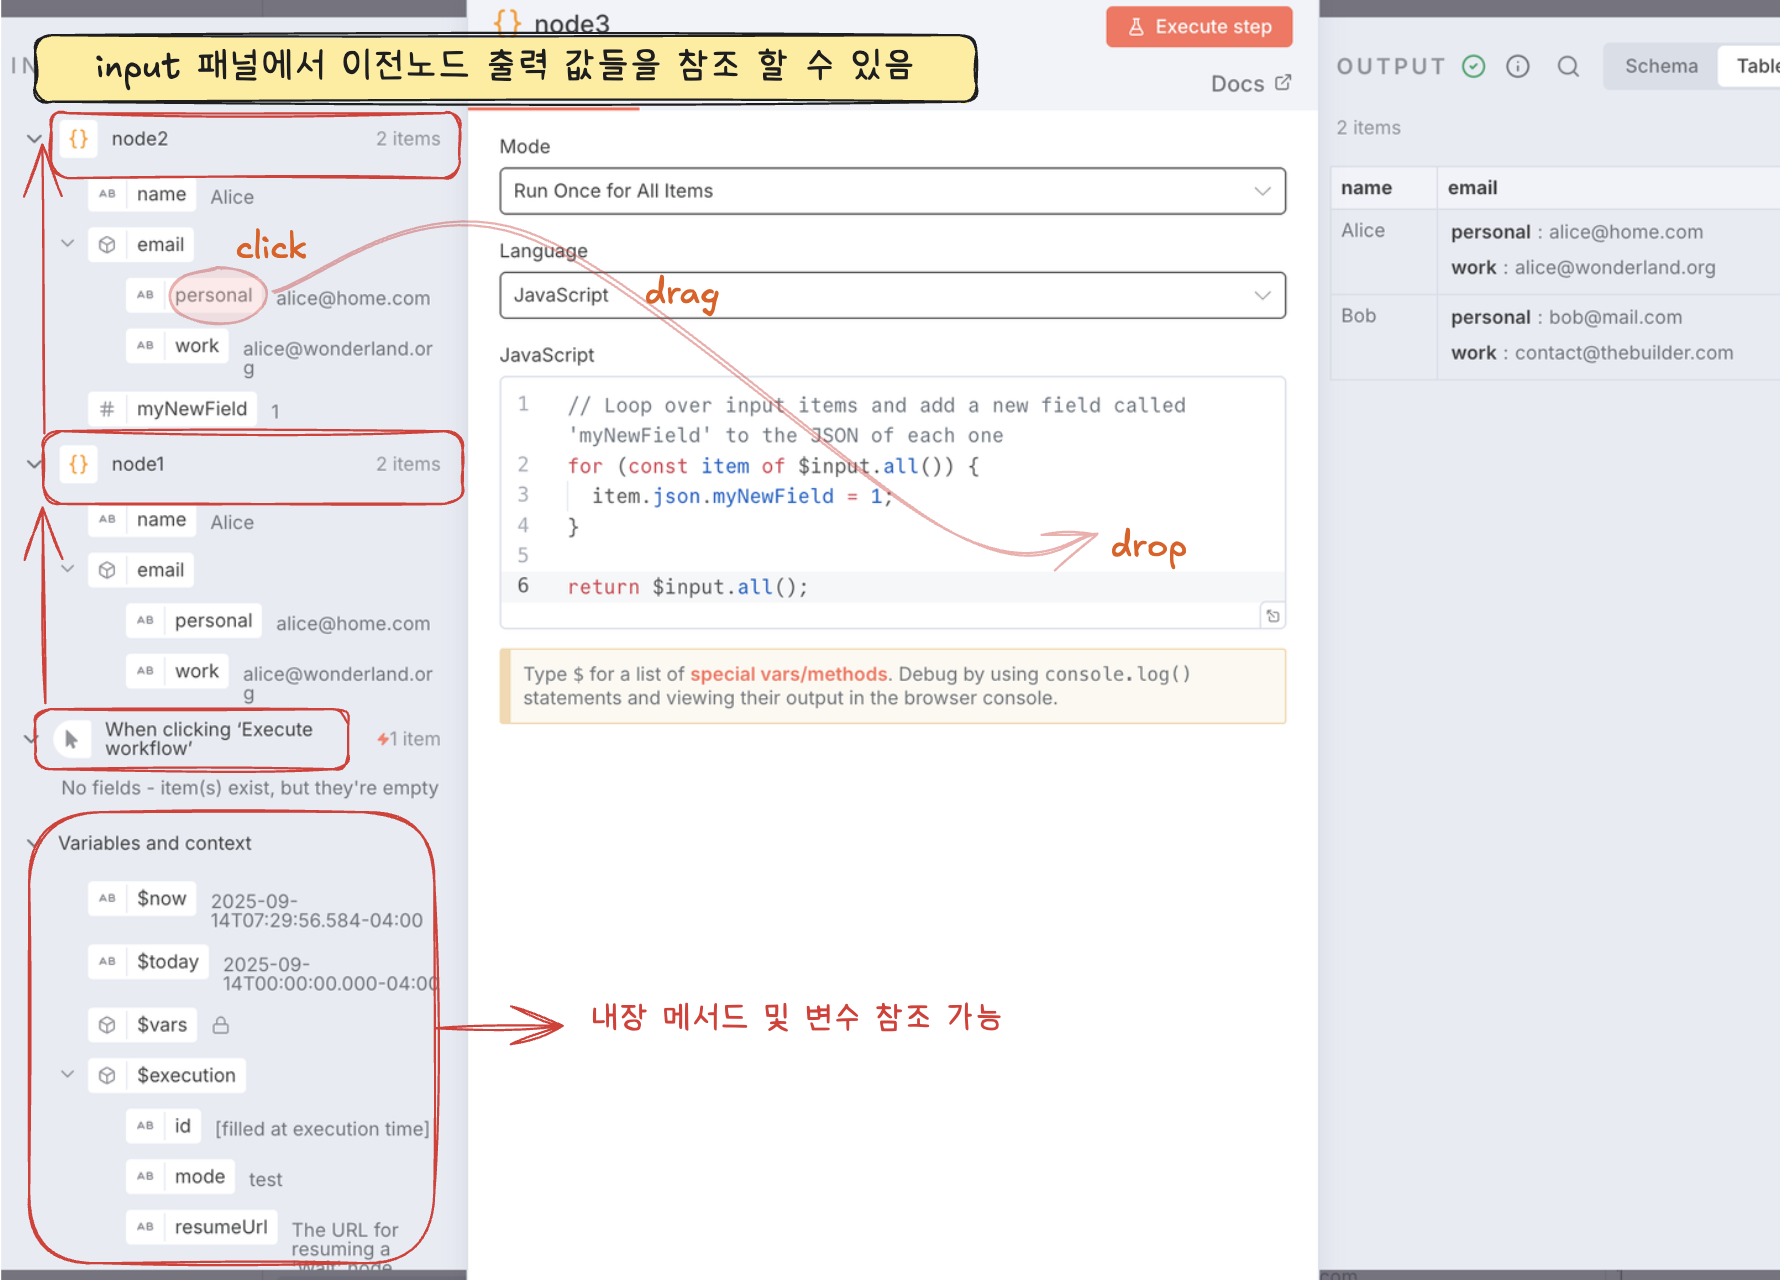 IN
input 패널에서 이전노드 출력 값들을 참조 할 수 있음
node2
2 items
AB name Alice
email
click
AB personal alice@home.com
AB work alice@wonderland.or
g
# myNewField 1
node1
2 items
AB name Alice
email
AB personal alice@home.com
AB work alice@wonderland.or
g
When clicking ‘Execute
workflow’
1 item
No fields - item(s) exist, but they're empty
Variables and context
AB $now 2025-09-
14T07:29:56.584-04:00
AB $today 2025-09-
14T00:00:00.000-04:00
$vars
$execution
AB id [filled at execution time]
AB mode test
AB resumeUrl The URL for
resuming a
'Wait' node
{} node3
Execute step
Docs
Mode
Run Once for All Items
Language
JavaScript
drag
JavaScript
1 // Loop over input items and add a new field called
'myNewField' to the JSON of each one
2 for (const item of $input.all()) {
3 item.json.myNewField = 1;
4 }
5
6 return $input.all();
drop
Type $ for a list of special vars/methods. Debug by using console.log()
statements and viewing their output in the browser console.
내장 메서드 및 변수 참조 가능
OUTPUT
Schema
Table
2 items
name email
Alice personal : alice@home.com
work : alice@wonderland.org
Bob personal : bob@mail.com
work : contact@thebuilder.com